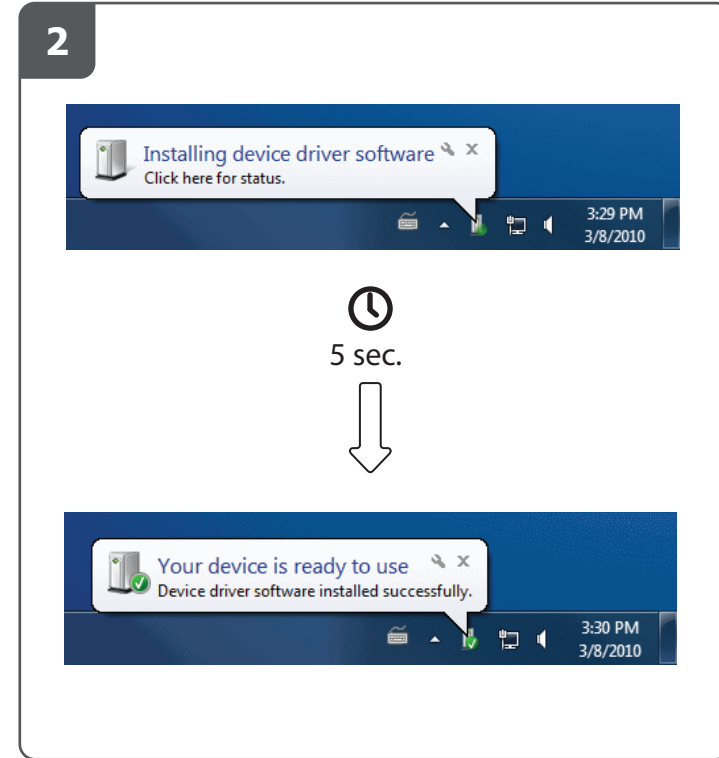 2
Installing device driver software
Click here for status.
3:29 PM
3/8/2010
5 sec.
Your device is ready to use
Device driver software installed successfully.
3:30 PM
3/8/2010